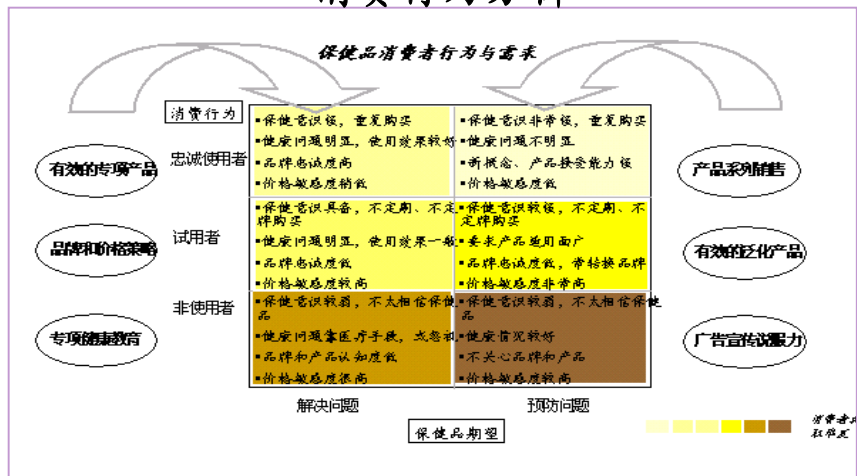 保健品消费者行为与需求
消费行为
忠诚使用者
试用者
非使用者
有效的专项产品
品牌和价格策略
专项健康教育
▪保健意识强，重复购买
▪健康问题明显，使用效果较好
▪品牌忠诚度高
▪价格敏感度稍低
▪保健意识非常强，重复购买
▪健康问题不明显
▪新概念、产品接受能力强
▪价格敏感度低
▪保健意识具备，不定期、不定
牌购买
▪健康问题明显，使用效果一般
▪品牌忠诚度低
▪价格敏感度较高
▪保健意识较强，不定期、不
定牌购买
▪要求产品适用面广
▪品牌忠诚度低，常转换品牌
▪价格敏感度非常高
▪保健意识较弱，不太相信保健
品
▪健康问题靠医疗手段，或忽视
▪品牌和产品认知度低
▪价格敏感度很高
▪保健意识较弱，不太相信保健
品
▪健康情况较好
▪不关心品牌和产品
▪价格敏感度较高
产品系列销售
有效的泛化产品
广告宣传说服力
解决问题
预防问题
保健品期望
消费者